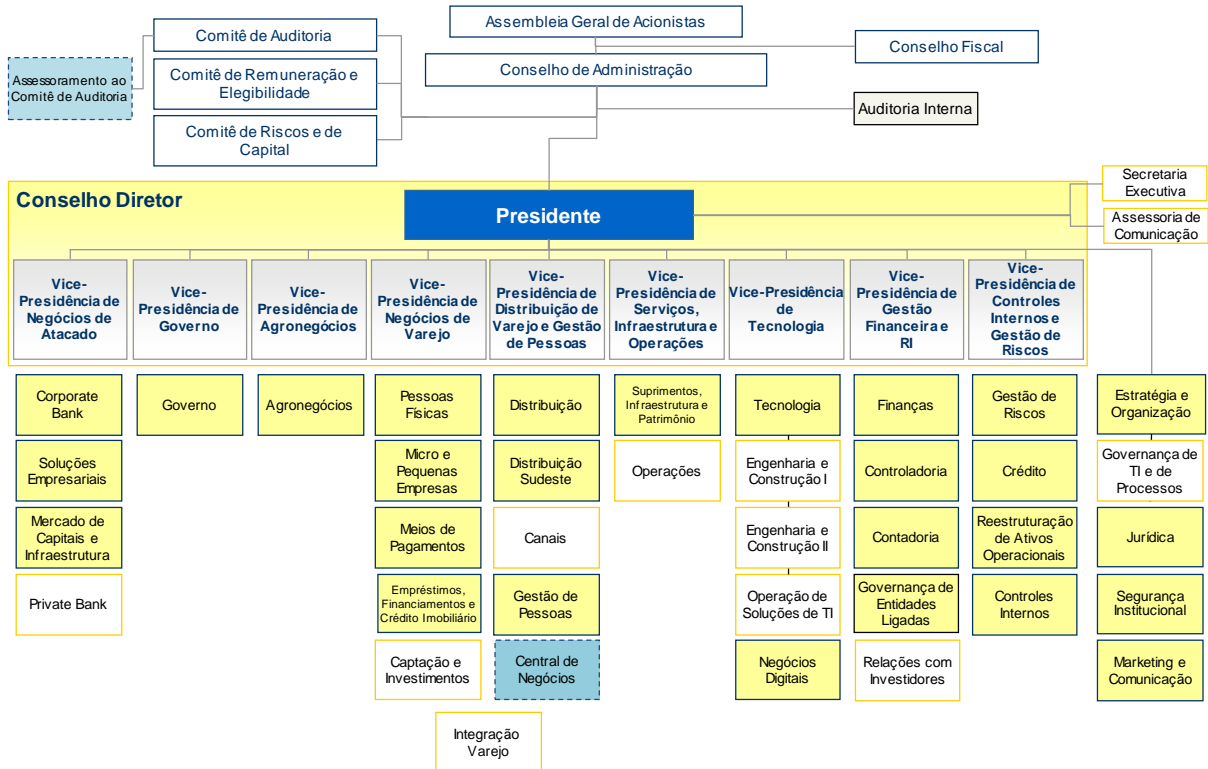 Assembleia Geral de Acionistas
Comitê de Auditoria
Conselho Fiscal
Assessoramento ao
Comitê de Auditoria
Comitê de Remuneração e
Elegibilidade
Conselho de Administração
Auditoria Interna
Comitê de Riscos e de
Capital
Secretaria
Executiva
Conselho Diretor
Presidente
Assessoria de
Comunicação
Vice-
Presidência de
Negócios de
Atacado
Vice-
Presidência de
Governo
Vice-
Presidência de
Agronegócios
Vice-
Presidência de
Negócios de
Varejo
Vice-
Presidência de
Distribuição de
Varejo e Gestão
de Pessoas
Vice-
Presidência de
Serviços,
Infraestrutura e
Operações
Vice-Presidência
de
Tecnologia
Vice-
Presidência de
Gestão
Financeira e
RI
Vice-
Presidência de
Controles
Internos e
Gestão de
Riscos
Corporate
Bank
Governo
Agronegócios
Pessoas
Físicas
Distribuição
Suprimentos,
Infraestrutura e
Patrimônio
Tecnologia
Finanças
Gestão de
Riscos
Estratégia e
Organização
Soluções
Empresariais
Micro e
Pequenas
Empresas
Distribuição
Sudeste
Operações
Engenharia e
Construção I
Controladoria
Crédito
Governança de
TI e de
Processos
Mercado de
Capitais e
Infraestrutura
Meios de
Pagamentos
Canais
Engenharia e
Construção II
Contadoria
Reestruturação
de Ativos
Operacionais
Jurídica
Private Bank
Empréstimos,
Financiamentos e
Crédito Imobiliário
Gestão de
Pessoas
Operação de
Soluções de TI
Governança de
Entidades
Ligadas
Controles
Internos
Segurança
Institucional
Captação e
Investimentos
Central de
Negócios
Negócios
Digitais
Relações com
Investidores
Marketing e
Comunicação
Integração
Varejo